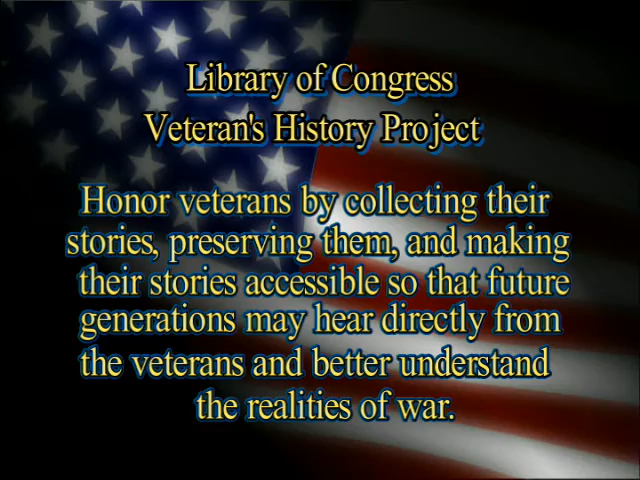 Library of Congress
Veteran's History Project
Honor veterans by collecting their
stories, preserving them, and making
their stories accessible so that future
generations may hear directly from
the veterans and better understand
the realities of war.